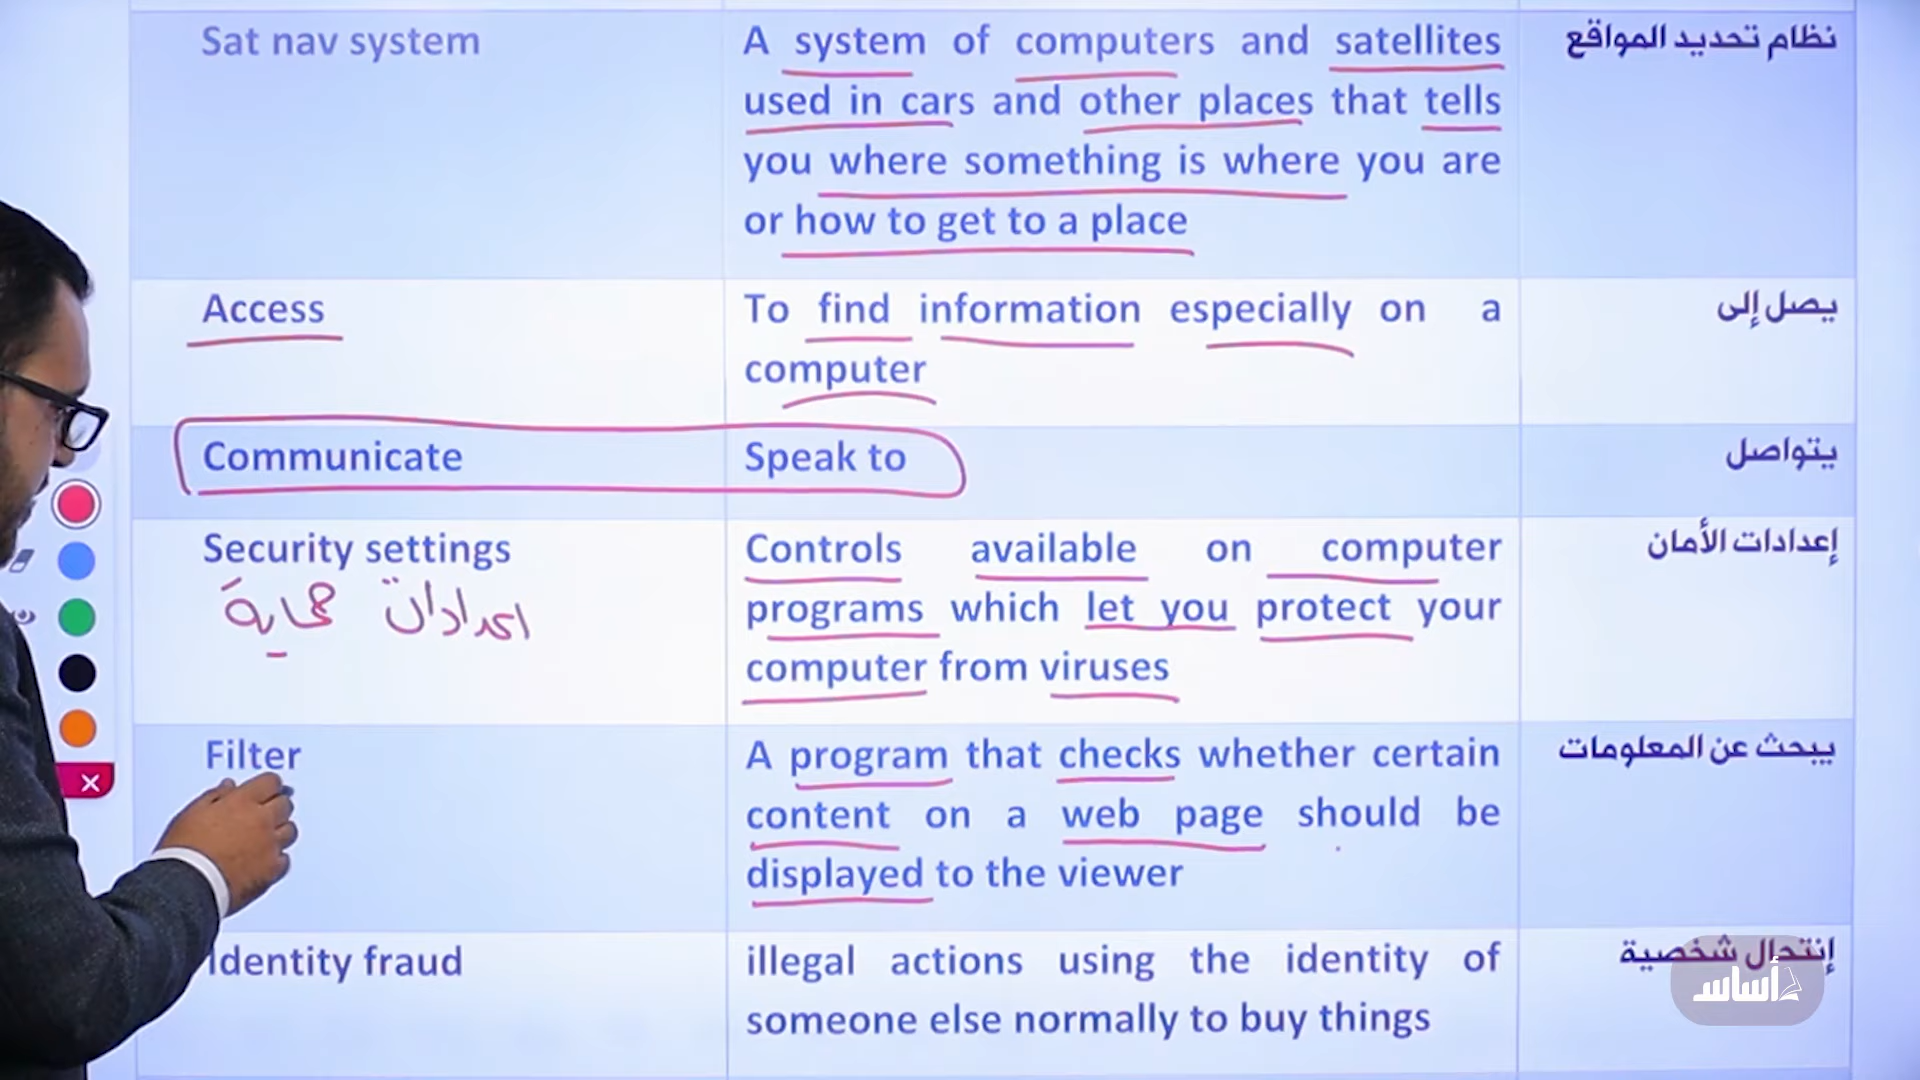 Sat nav system
A system of computers and satellites
used in cars and other places that tells
you where something is where you are
or how to get to a place
نظام تحديد المواقع
Access
To find information especially on a
computer
يصل إلى
Communicate
Speak to
يتواصل
Security settings
اعدادات حماية
Controls available on computer
programs which let you protect your
computer from viruses
إعدادات الأمان
Filter
A program that checks whether certain
content on a web page should be
displayed to the viewer
يبحث عن المعلومات
Identity fraud
illegal actions using the identity of
someone else normally to buy things
إنتحال شخصية
أساس